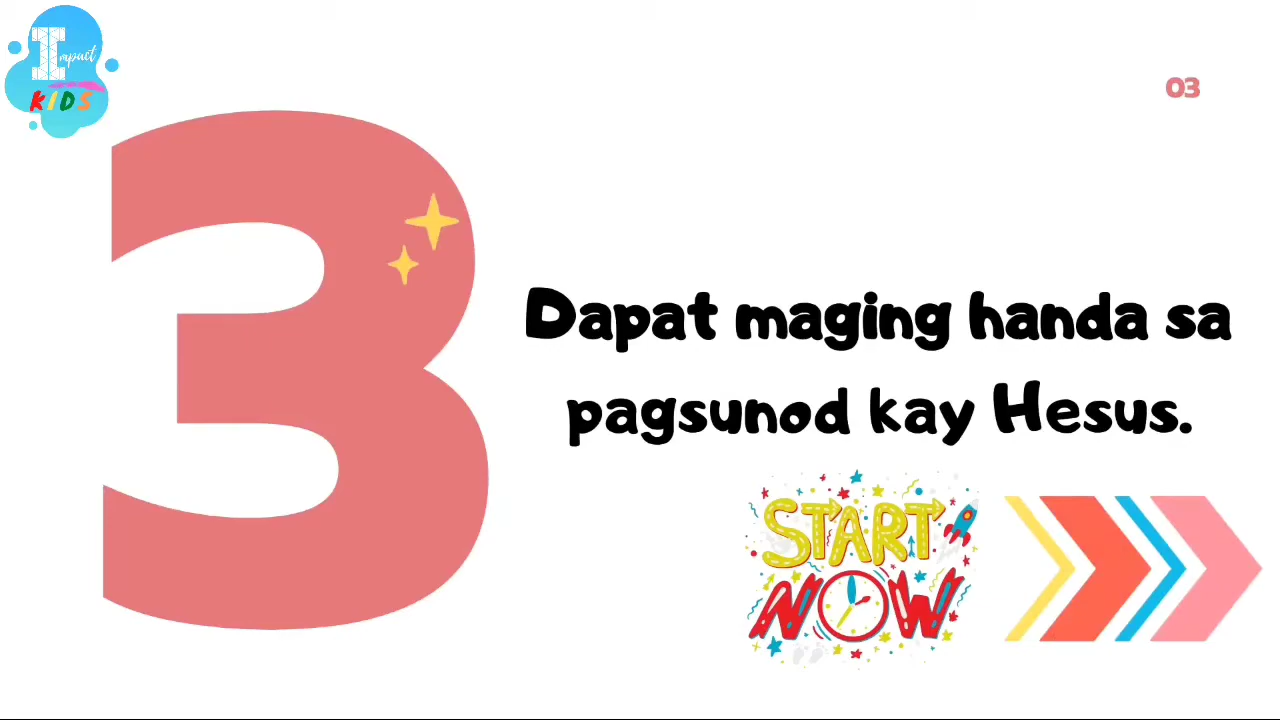 Impact
KIDS
03
3
Dapat maging handa sa
pagsunod kay Hesus.
START
NOW